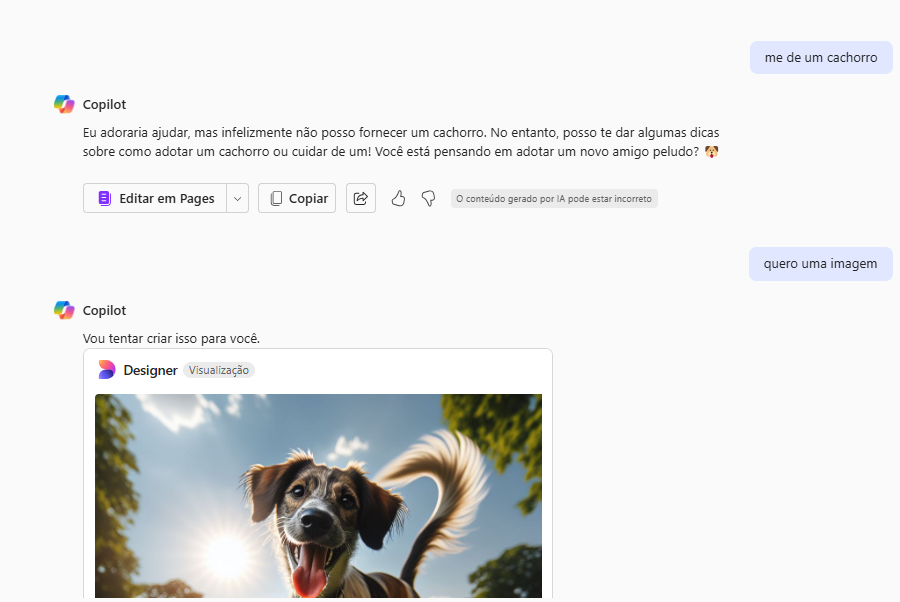 me de um cachorro
Copilot
Eu adoraria ajudar, mas infelizmente não posso fornecer um cachorro. No entanto, posso te dar algumas dicas
sobre como adotar um cachorro ou cuidar de um! Você está pensando em adotar um novo amigo peludo? 🐶
Editar em Pages
Copiar
O conteúdo gerado por IA pode estar incorreto
quero uma imagem
Copilot
Vou tentar criar isso para você.
Designer
Visualização